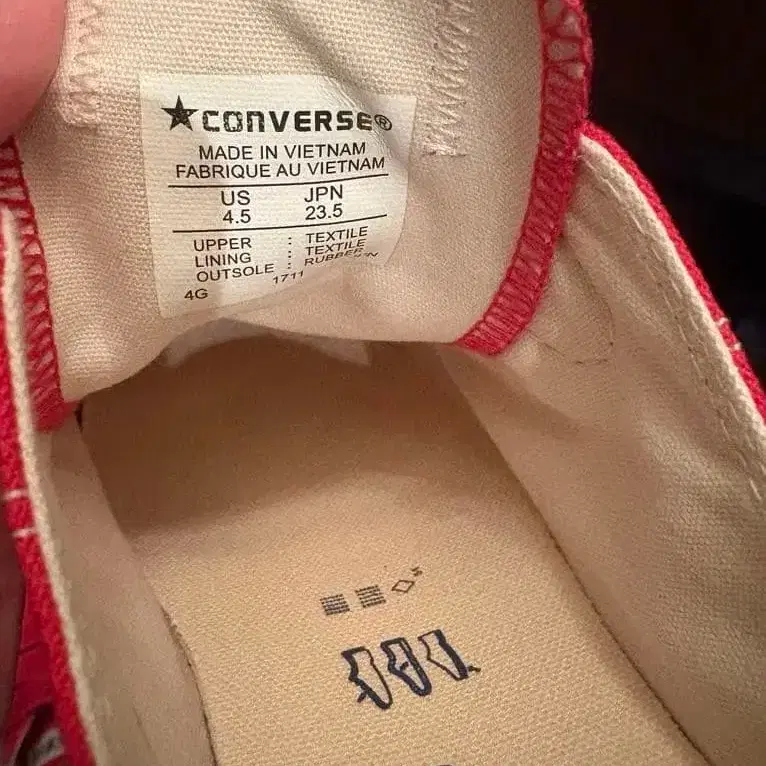 ★CONVERSE®
MADE IN VIETNAM
FABRIQUE AU VIETNAM
US JPN
4.5 23.5
UPPER : TEXTILE
LINING : TEXTILE
OUTSOLE : RUBBER
4G 1711